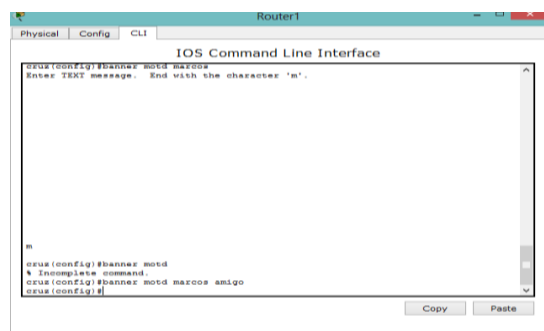 Router1
Physical Config CLI
IOS Command Line Interface
cruz(config)#banner motd marcos
Enter TEXT message.  End with the character 'm'.
m
cruz(config)#banner motd
% Incomplete command.
cruz(config)#banner motd marcos amigo
cruz(config)#
Copy Paste